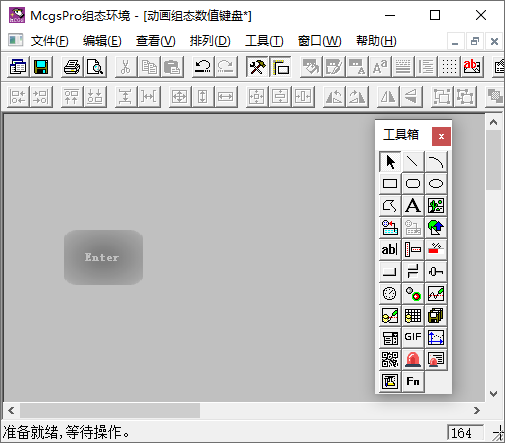 McgsPro组态环境 - [动画组态数值键盘*]
文件(F) 编辑(E) 查看(V) 排列(D) 工具(T) 窗口(W) 帮助(H)
工具箱
Enter
A
ab|
GIF
Fn
准备就绪,等待操作。 164